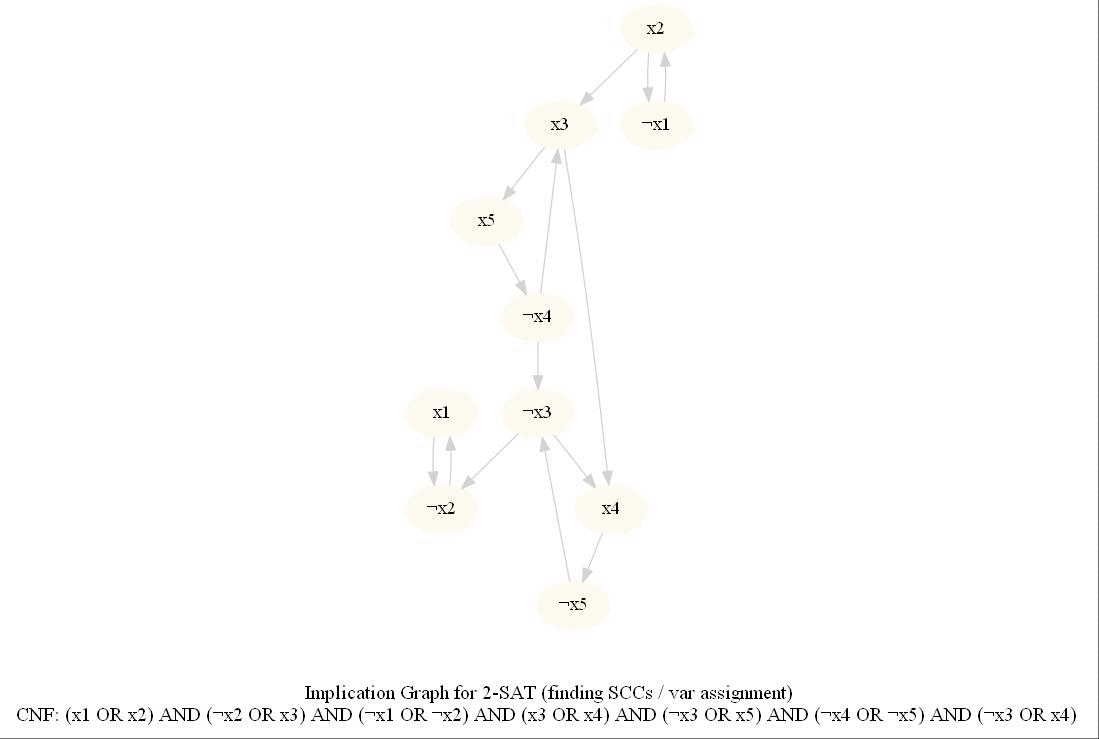 x2
x3
¬x1
x5
¬x4
x1
¬x3
¬x2
x4
¬x5
Implication Graph for 2-SAT (finding SCCs / var assignment)
CNF: (x1 OR x2) AND (¬x2 OR x3) AND (¬x1 OR ¬x2) AND (x3 OR x4) AND (¬x3 OR x5) AND (¬x4 OR ¬x5) AND (¬x3 OR x4)